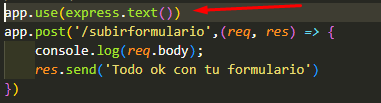 app.use(express.text())
app.post('/subirformulario',(req, res) => {
    console.log(req.body);
    res.send('Todo ok con tu formulario')
})